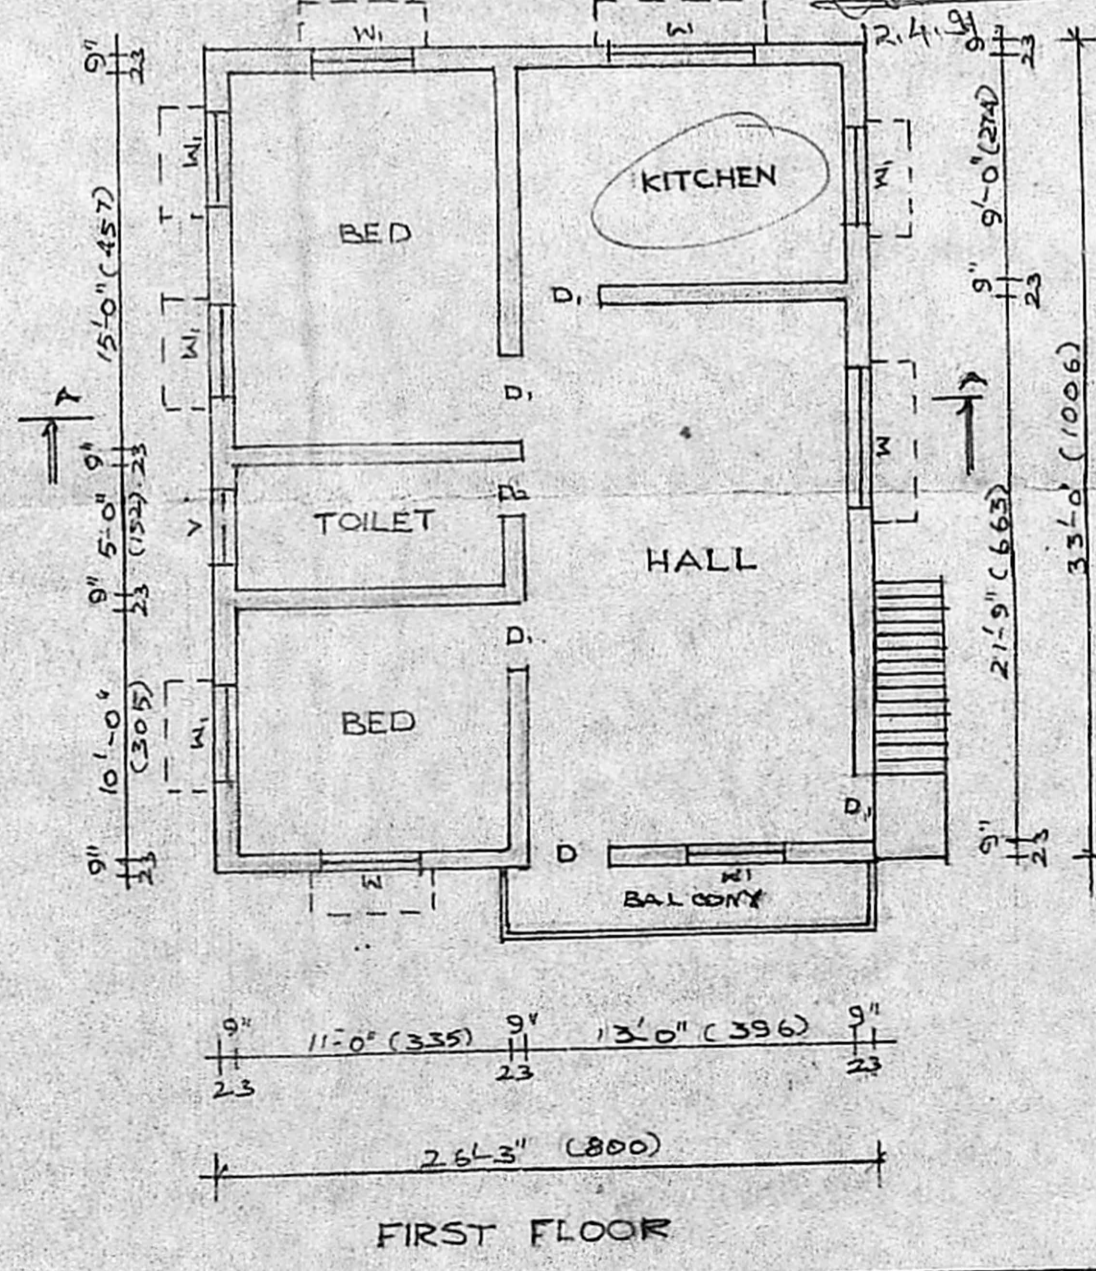 W1
W
2.4.91
9"
23
9"
23
W1
KITCHEN
W1
9'-0" (274)
BED
15'-0" (457)
D1
9"
23
W1
33'-0" (1006)
A
D1
W
A
9"
23
D2
V
TOILET
5'-0"
(152)
HALL
21'-9" (663)
9"
23
D1
W1
BED
10'-0"
(305)
D1
D
9"
23
9"
23
W
W1
BALCONY
9"
11'-0" (335)
9"
13'-0" (396)
9"
23
23
23
26'-3" (800)
FIRST FLOOR